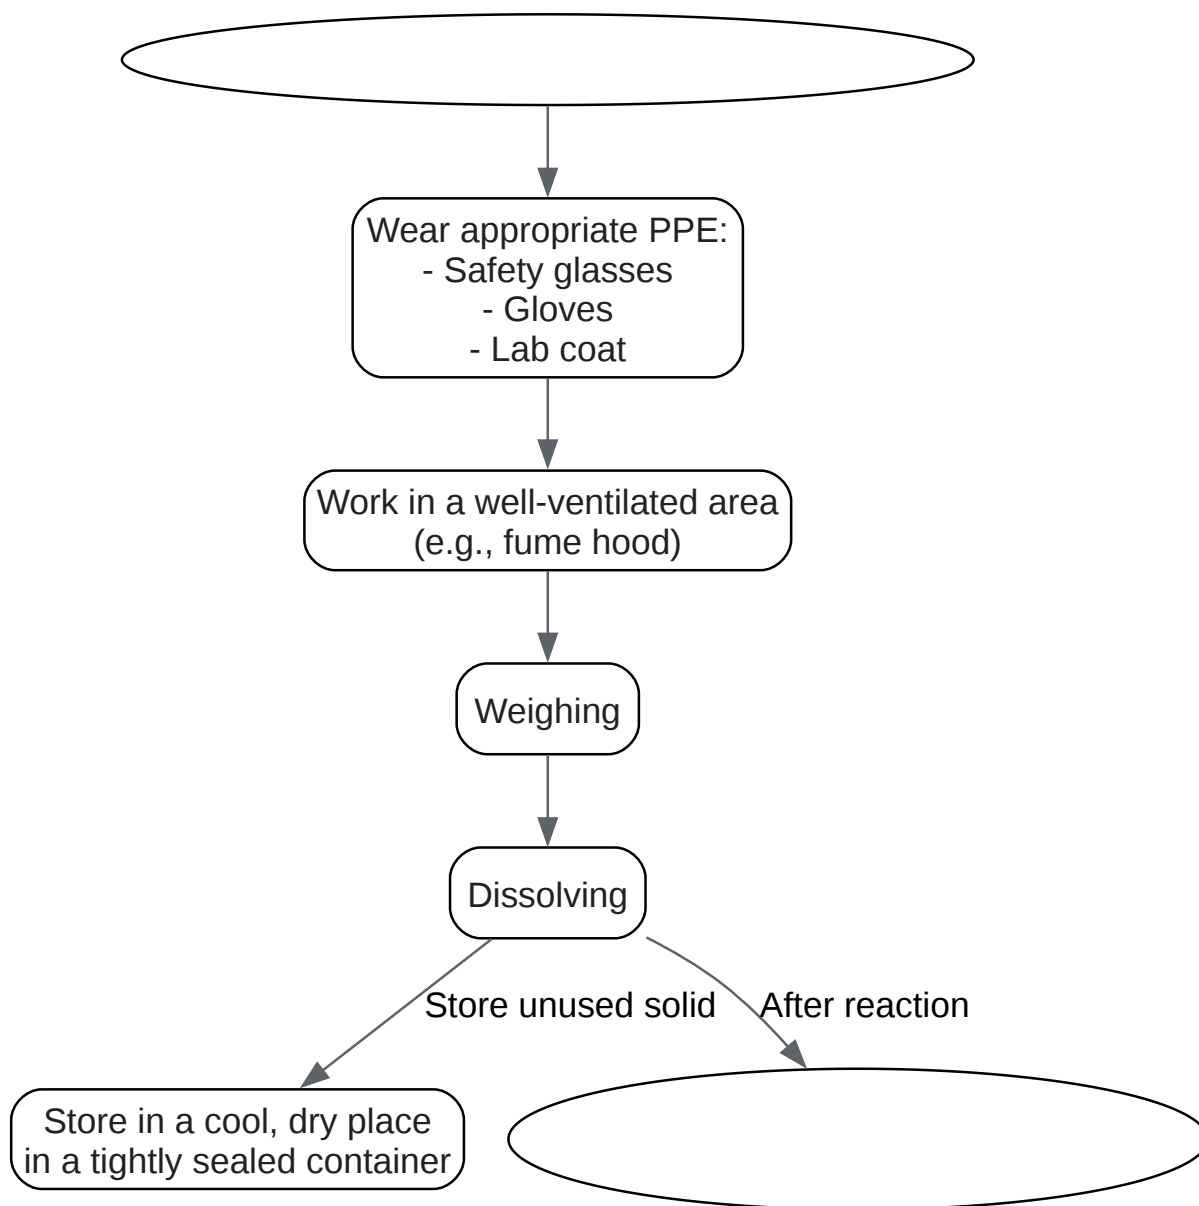 Wear appropriate PPE:
- Safety glasses
- Gloves
- Lab coat
Work in a well-ventilated area
(e.g., fume hood)
Weighing
Dissolving
Store unused solid
After reaction
Store in a cool, dry place
in a tightly sealed container